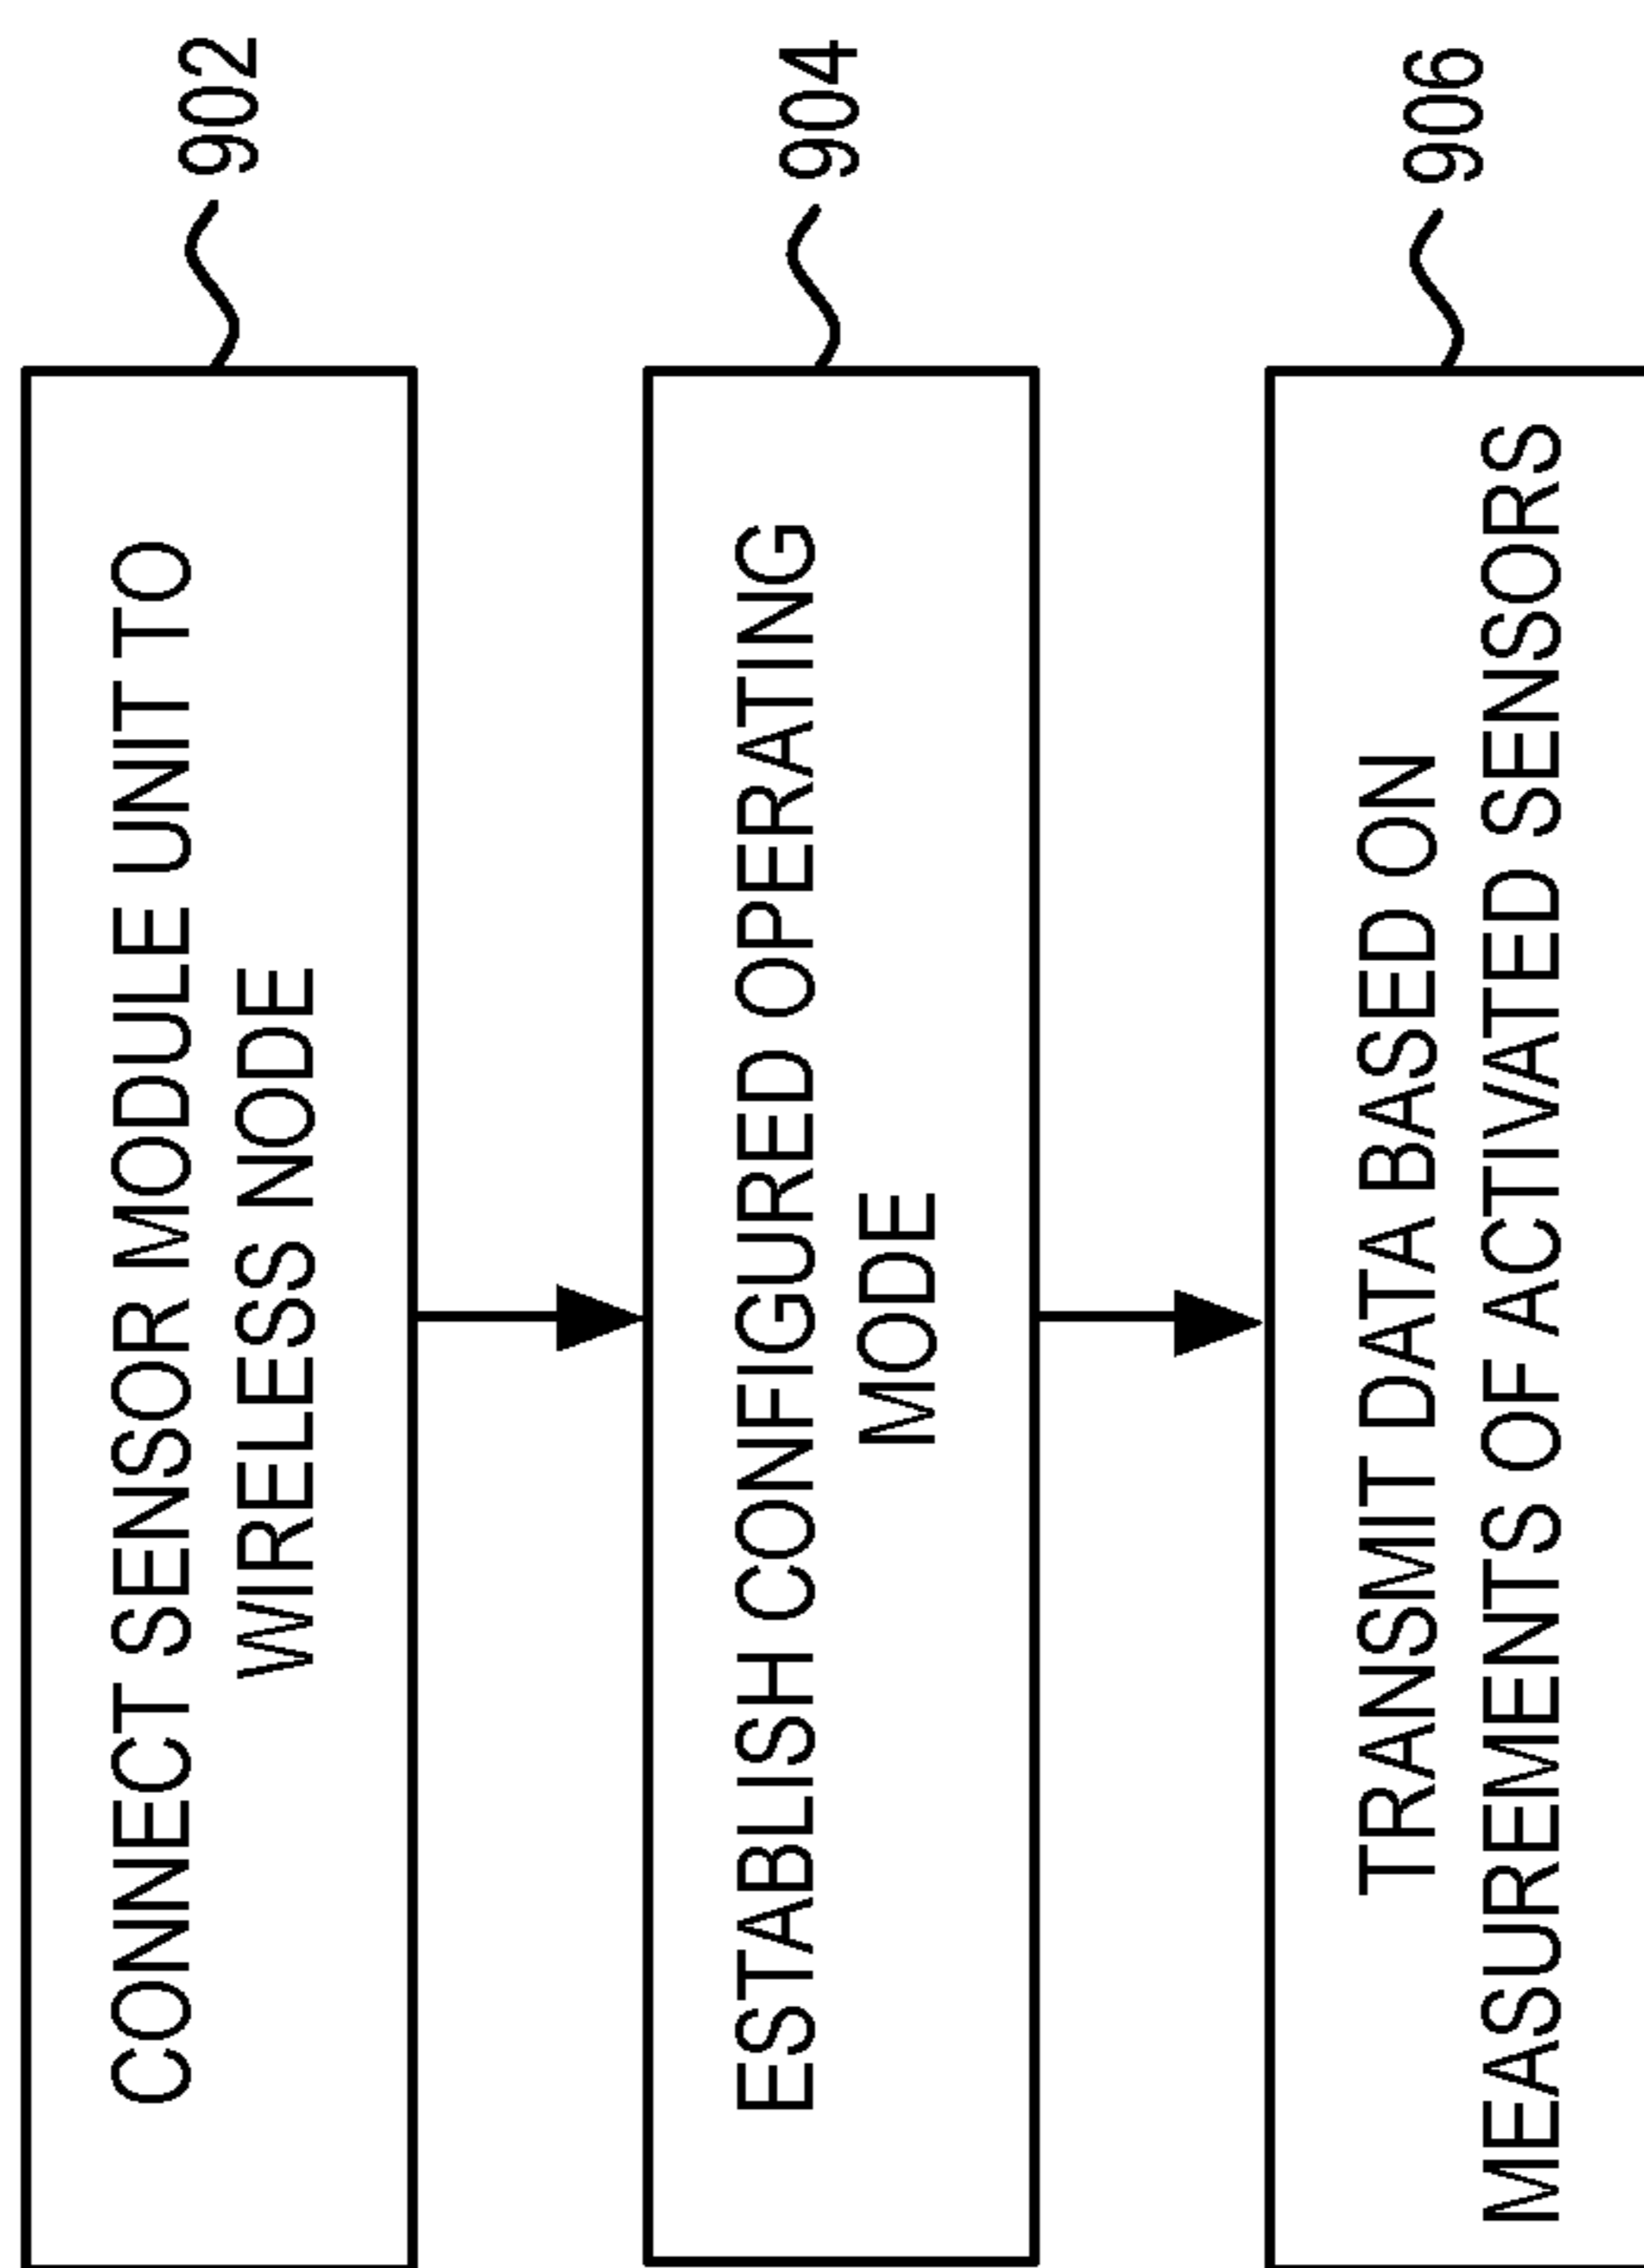 CONNECT SENSOR MODULE UNIT TO
WIRELESS NODE
902
ESTABLISH CONFIGURED OPERATING
MODE
904
TRANSMIT DATA BASED ON
MEASUREMENTS OF ACTIVATED SENSORS
906